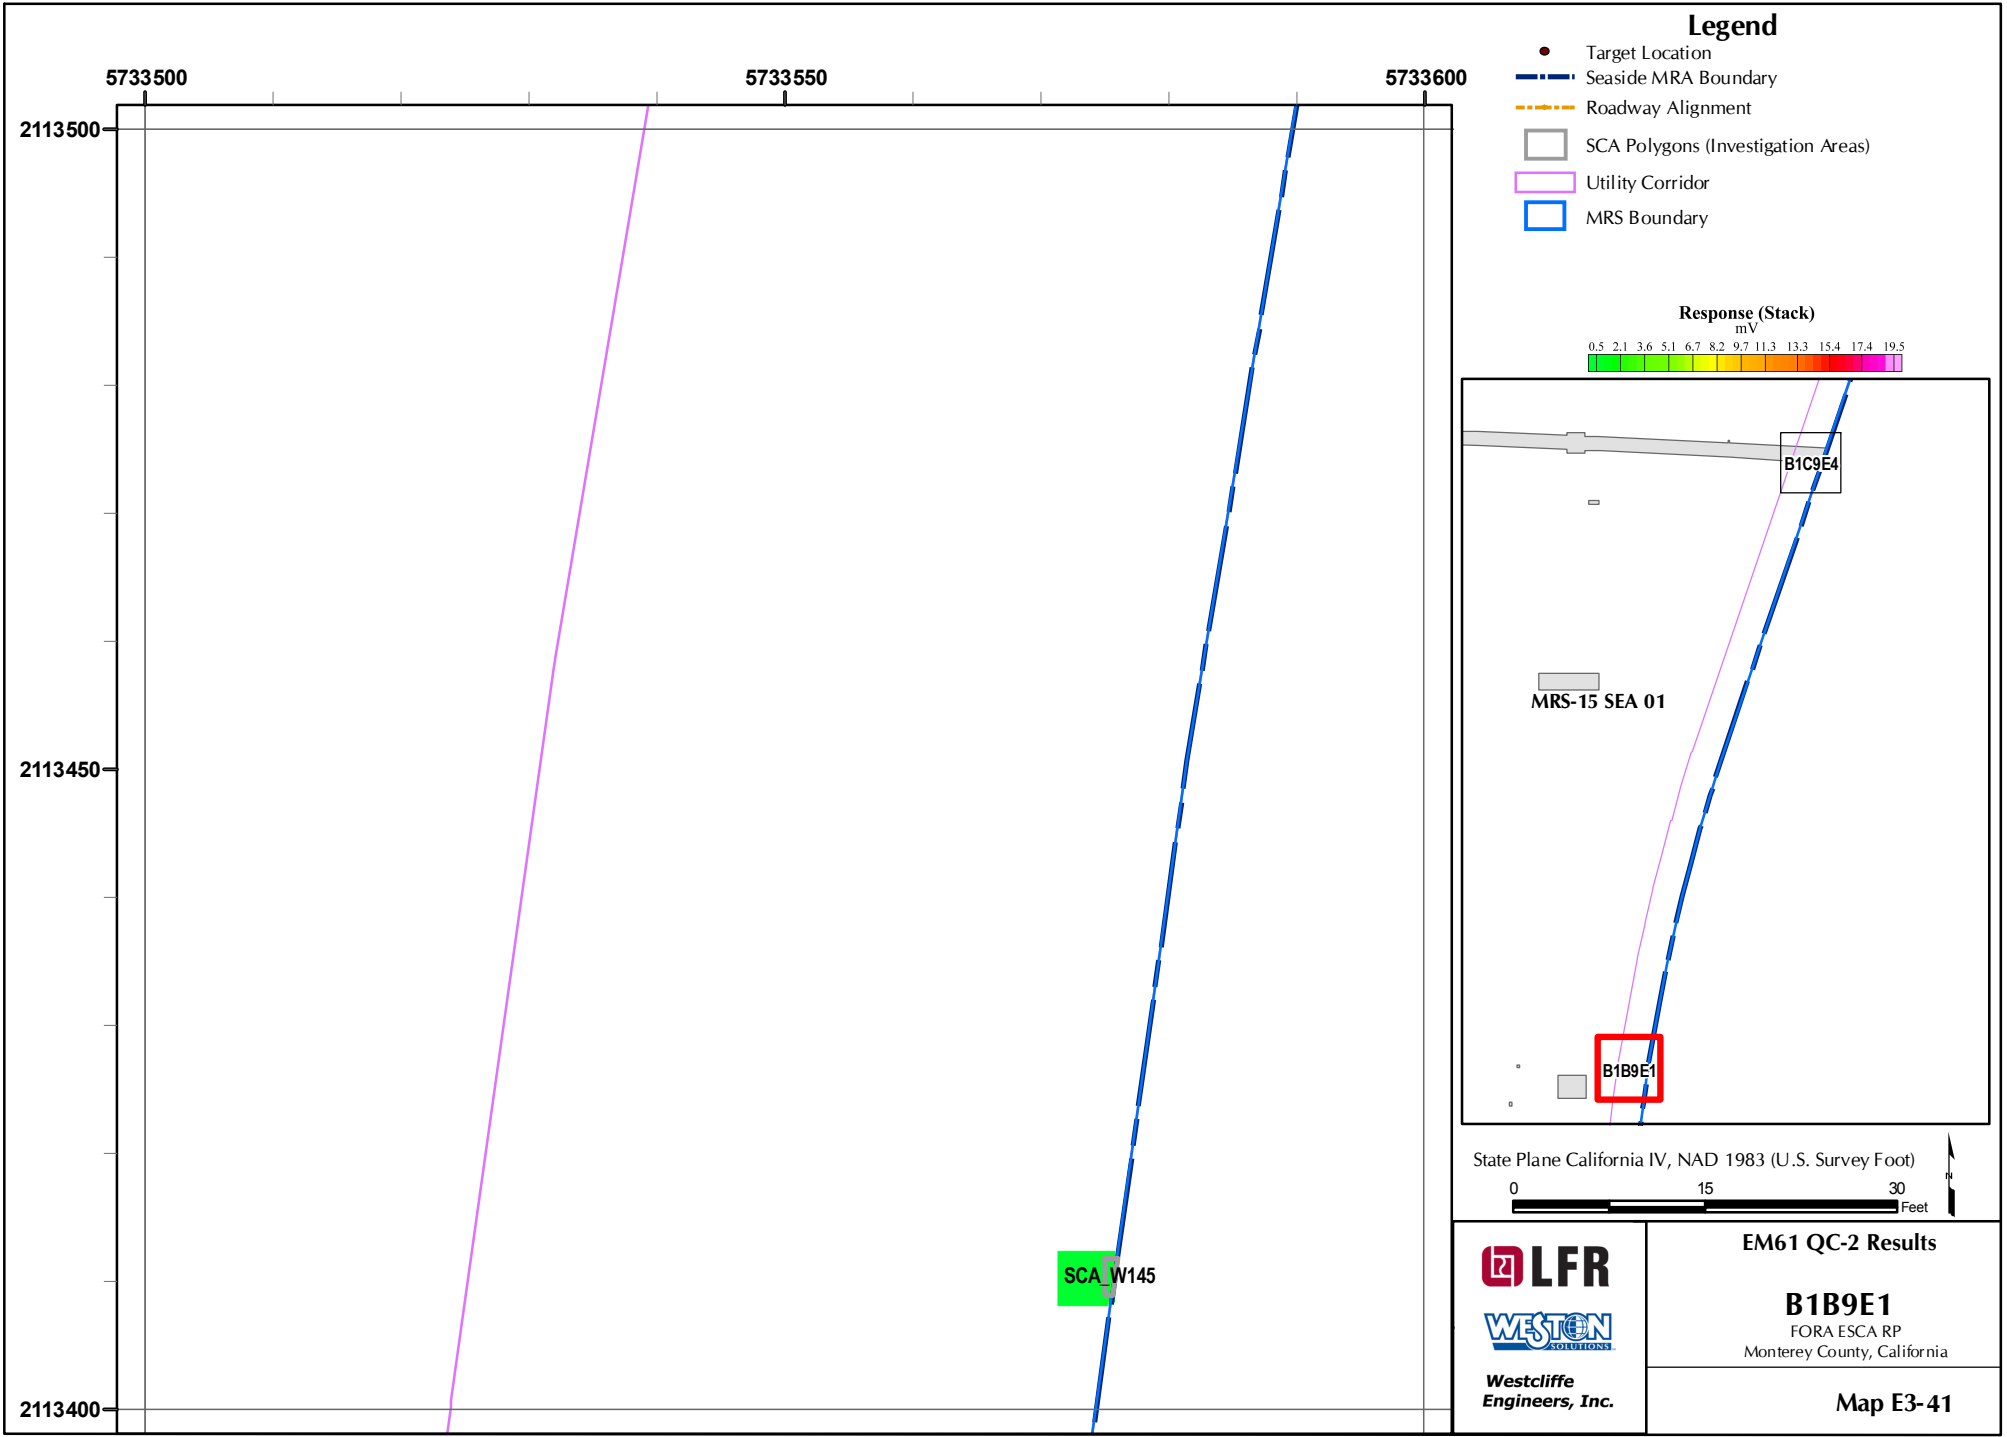 Legend
Target Location
Seaside MRA Boundary
Roadway Alignment
SCA Polygons (Investigation Areas)
Utility Corridor
MRS Boundary
5733500 5733550 5733600
2113500
2113450
2113400
SCA_W145
Response (Stack)
mV
0.5 2.1 3.6 5.1 6.7 8.2 9.7 11.3 13.3 15.4 17.4 19.5
B1C9E4
MRS-15 SEA 01
B1B9E1
State Plane California IV, NAD 1983 (U.S. Survey Foot)
N
0 15 30
Feet
LFR
WESTON
SOLUTIONS
Westcliffe
Engineers, Inc.
EM61 QC-2 Results
B1B9E1
FORA ESCA RP
Monterey County, California
Map E3-41